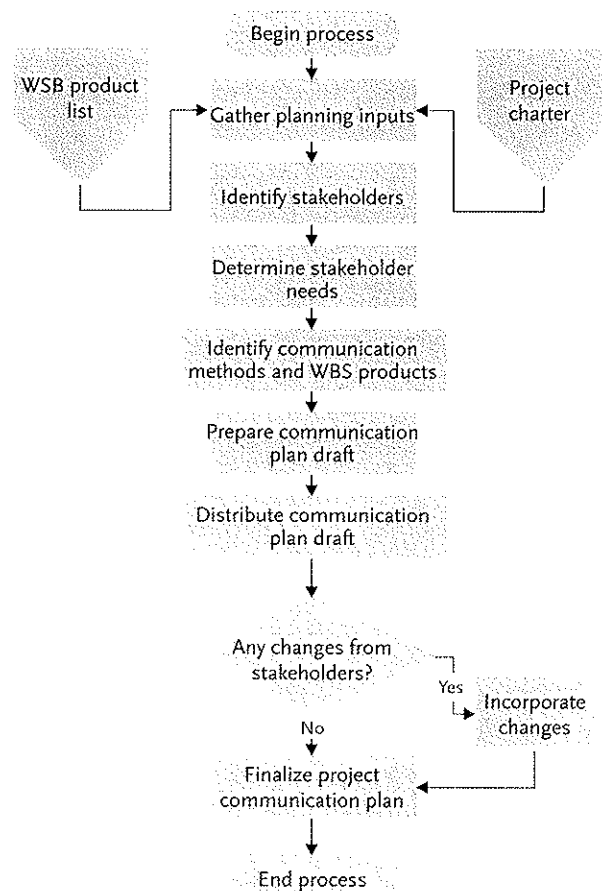 Begin process
WSB product
list
Project
charter
Gather planning inputs
Identify stakeholders
Determine stakeholder
needs
Identify communication
methods and WBS products
Prepare communication
plan draft
Distribute communication
plan draft
Any changes from
stakeholders?
Yes
Incorporate
changes
No
Finalize project
communication plan
End process